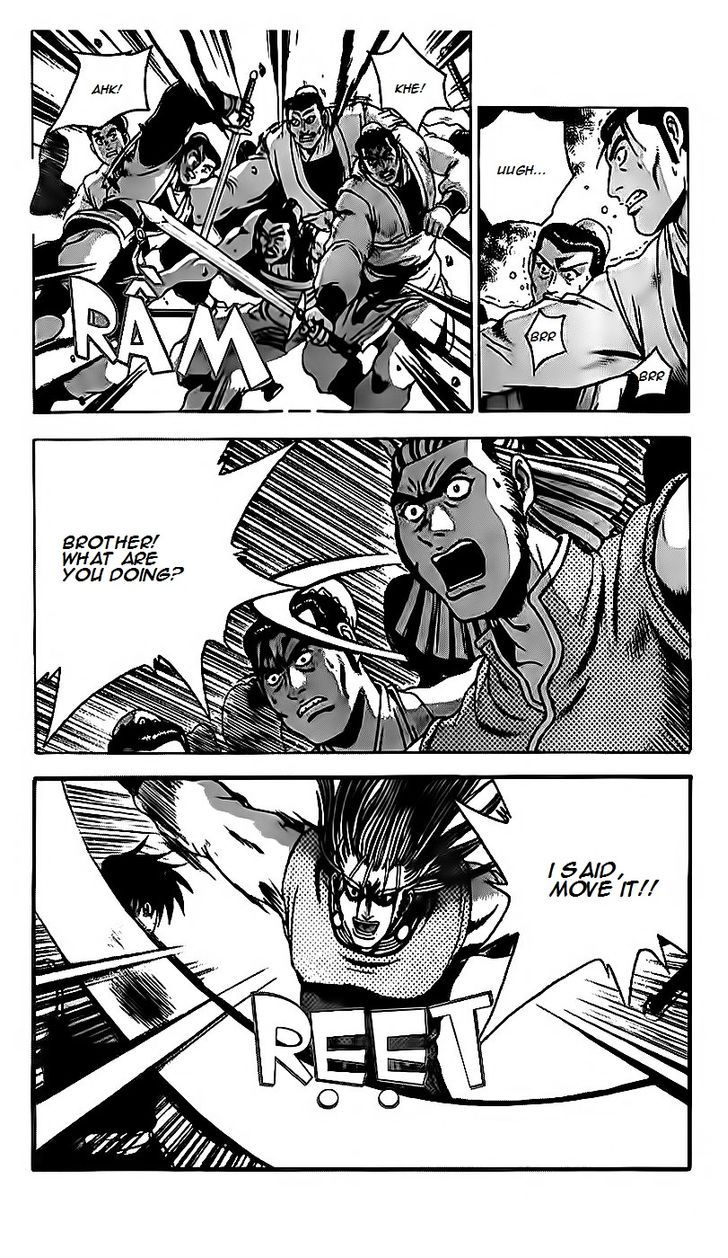 AHK!
KHE!
RẦM
UUGH...
BRR
BRR
BROTHER!
WHAT ARE
YOU DOING?
I SAID,
MOVE IT!!
RẸẸT